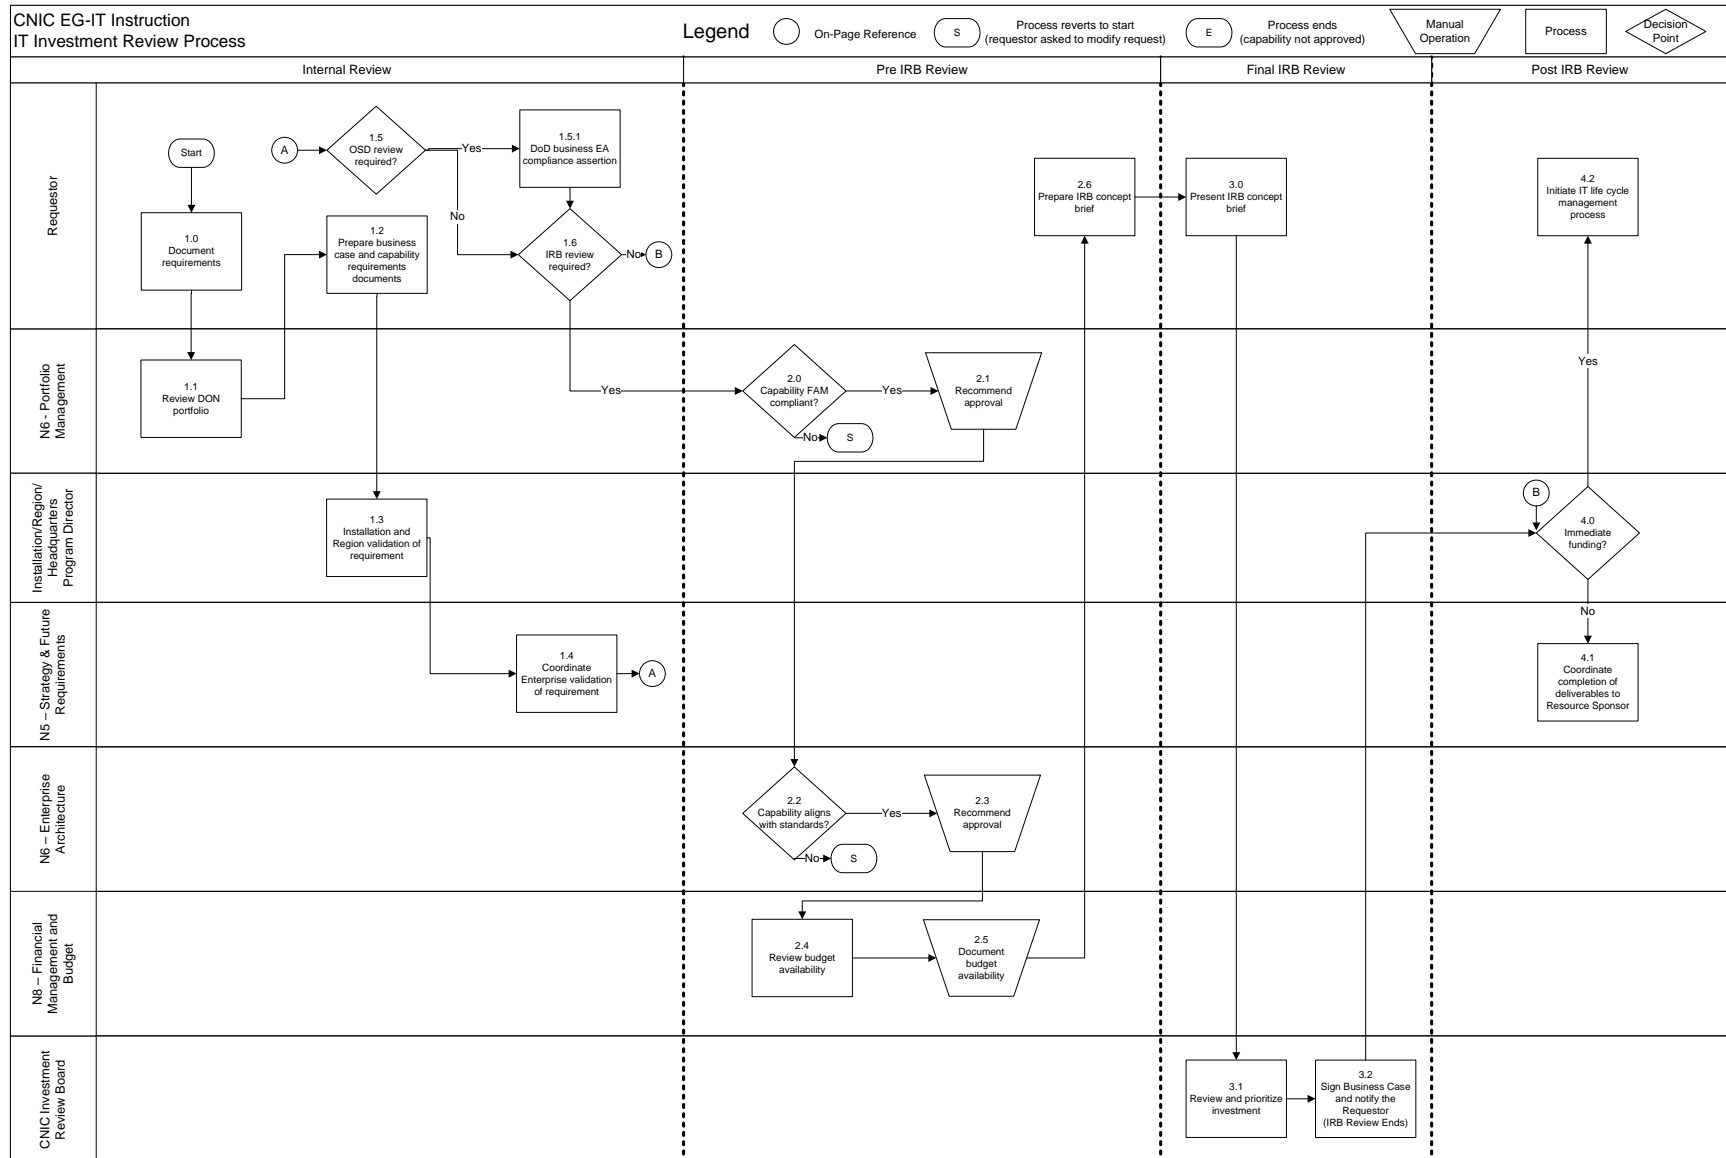 CNIC EG-IT Instruction
IT Investment Review Process
Legend
On-Page Reference
S
Process reverts to start
(requestor asked to modify request)
E
Process ends
(capability not approved)
Manual
Operation
Process
Decision
Point
Internal Review
Pre IRB Review
Final IRB Review
Post IRB Review
Requestor
Start
A
1.5
OSD review
required?
Yes
No
1.5.1
DoD business EA
compliance assertion
1.0
Document
requirements
1.2
Prepare business
case and capability
requirements
documents
1.6
IRB review
required?
No
B
Yes
2.6
Prepare IRB concept
brief
3.0
Present IRB concept
brief
4.2
Initiate IT life cycle
management
process
N6 - Portfolio
Management
1.1
Review DON
portfolio
2.0
Capability FAM
compliant?
Yes
No
S
2.1
Recommend
approval
Yes
Installation/Region/
Headquarters
Program Director
1.3
Installation and
Region validation of
requirement
B
4.0
Immediate
funding?
No
N5 – Strategy & Future
Requirements
1.4
Coordinate
Enterprise validation
of requirement
A
4.1
Coordinate
completion of
deliverables to
Resource Sponsor
N6 – Enterprise
Architecture
2.2
Capability aligns
with standards?
Yes
No
S
2.3
Recommend
approval
N8 – Financial
Management and
Budget
2.4
Review budget
availability
2.5
Document
budget
availability
CNIC Investment
Review Board
3.1
Review and prioritize
investment
3.2
Sign Business Case
and notify the
Requestor
(IRB Review Ends)